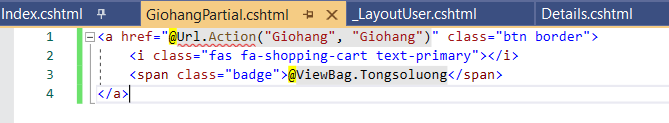 Index.cshtml GiohangPartial.cshtml _LayoutUser.cshtml Details.cshtml
1 <a href="@Url.Action("Giohang", "Giohang")" class="btn border">
2 <i class="fas fa-shopping-cart text-primary"></i>
3 <span class="badge">@ViewBag.Tongsoluong</span>
4 </a>